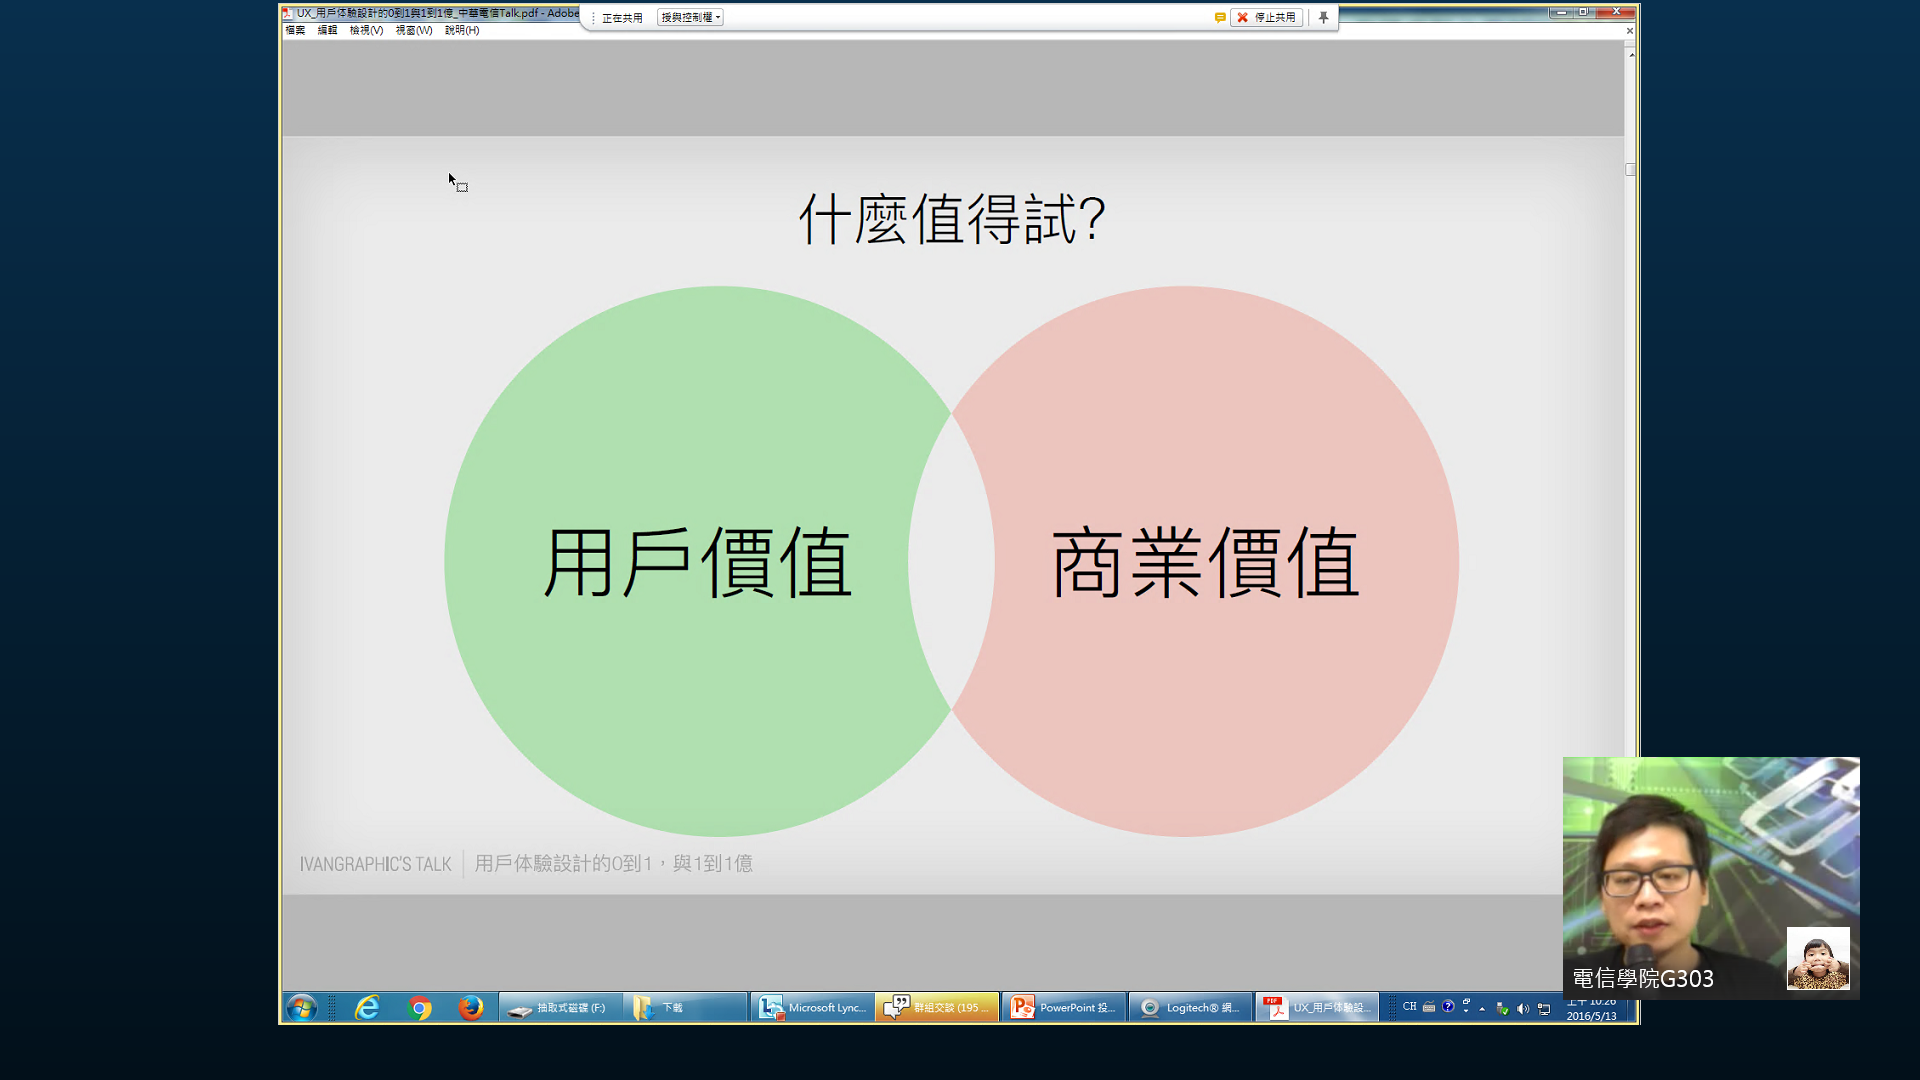 UX_用戶体驗設計的0到1與1到1億_中華電信Talk.pdf - Adobe
正在共用
授與控制權
停止共用
檔案 編輯 檢視(V) 視窗(W) 說明(H)
什麼值得試?
用戶價值
商業價值
IVANGRAPHIC'S TALK | 用戶体驗設計的0到1，與1到1億
電信學院G303
抽取式磁碟 (F:)
下載
Microsoft Lync...
群組交談 (195 ...
PowerPoint 投...
Logitech® 網...
UX_用戶体驗設...
CH
上午 10:26
2016/5/13